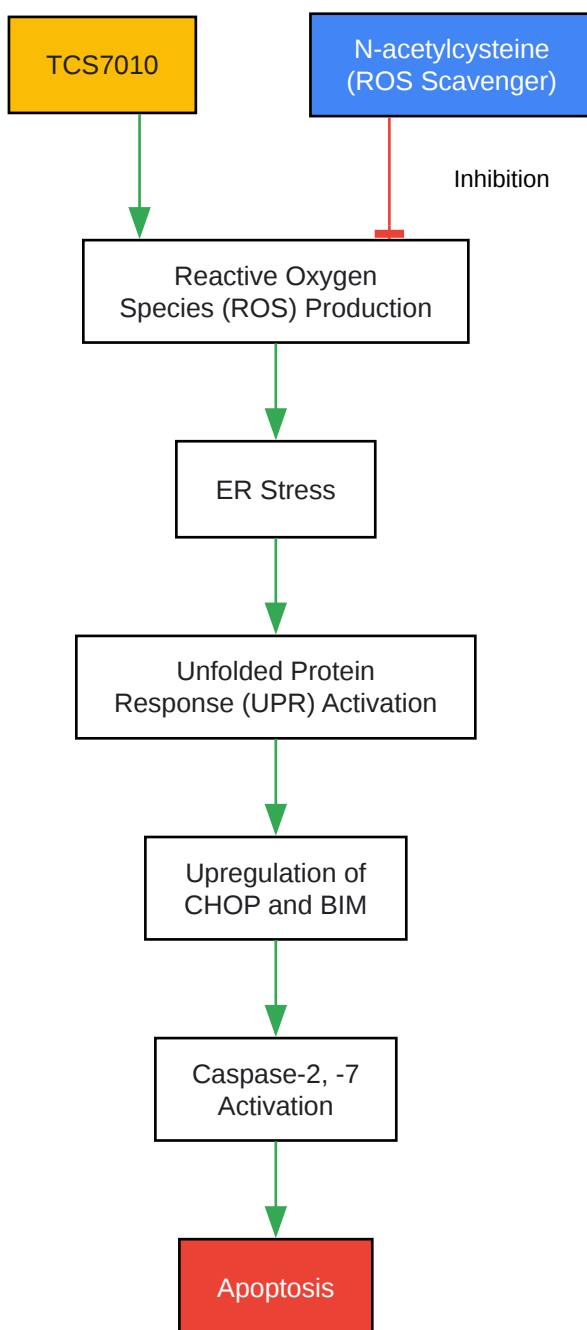 TCS7010
N-acetylcysteine
(ROS Scavenger)
Inhibition
Reactive Oxygen
Species (ROS) Production
ER Stress
Unfolded Protein
Response (UPR) Activation
Upregulation of
CHOP and BIM
Caspase-2, -7
Activation
Apoptosis